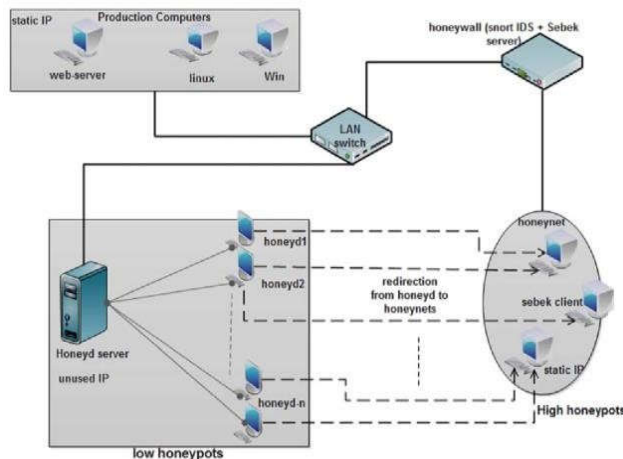 Production Computers
static IP
web-server
linux
Win
honeywall (snort IDS + Sebek
server)
LAN
switch
honeyd1
honeyd2
honeyd-n
Honeyd server
unused IP
low honeypots
redirection
from honeyd to
honeynets
honeynet
sebek client
static IP
High honeypots